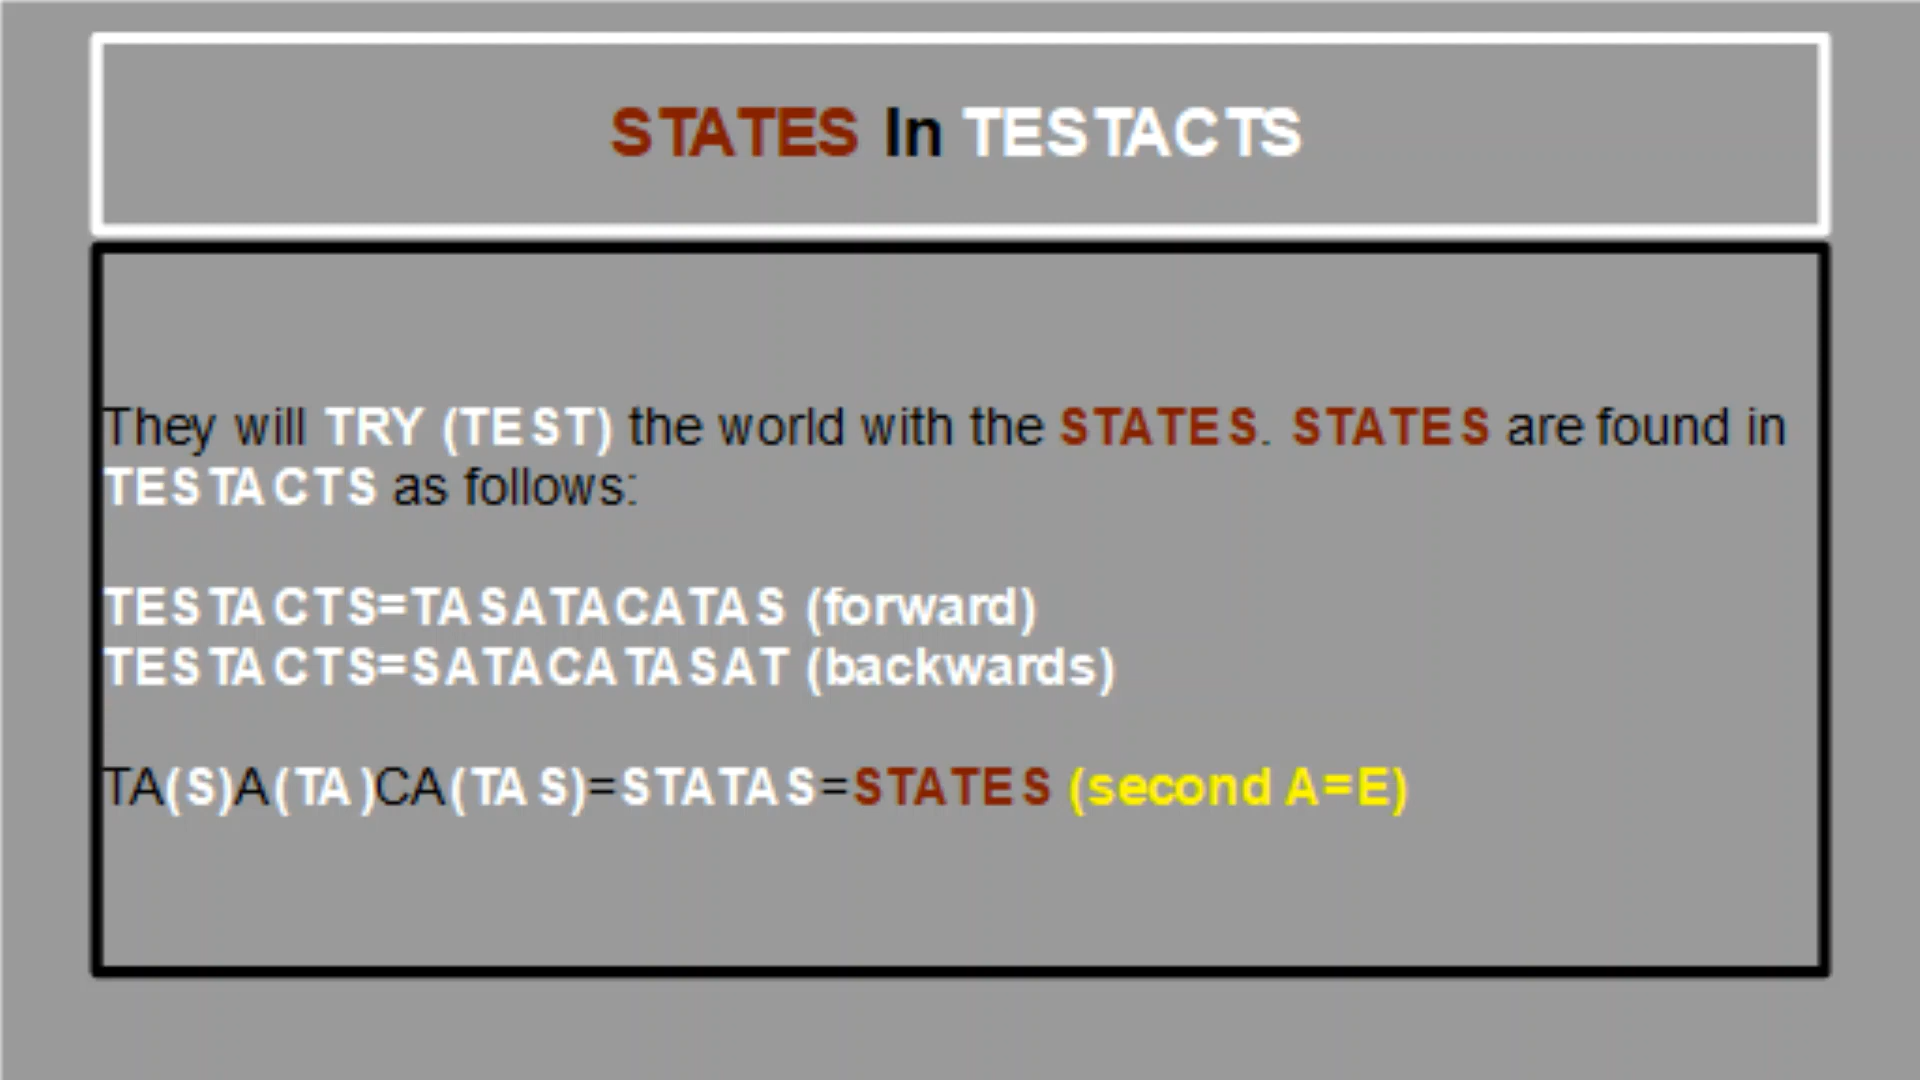 STATES In TESTACTS
They will TRY (TEST) the world with the STATES. STATES are found in
TESTACTS as follows:
TESTACTS=TASATACATAS (forward)
TESTACTS=SATACATASAT (backwards)
TA(S)A(TA)CA(TAS)=STATAS=STATES (second A=E)